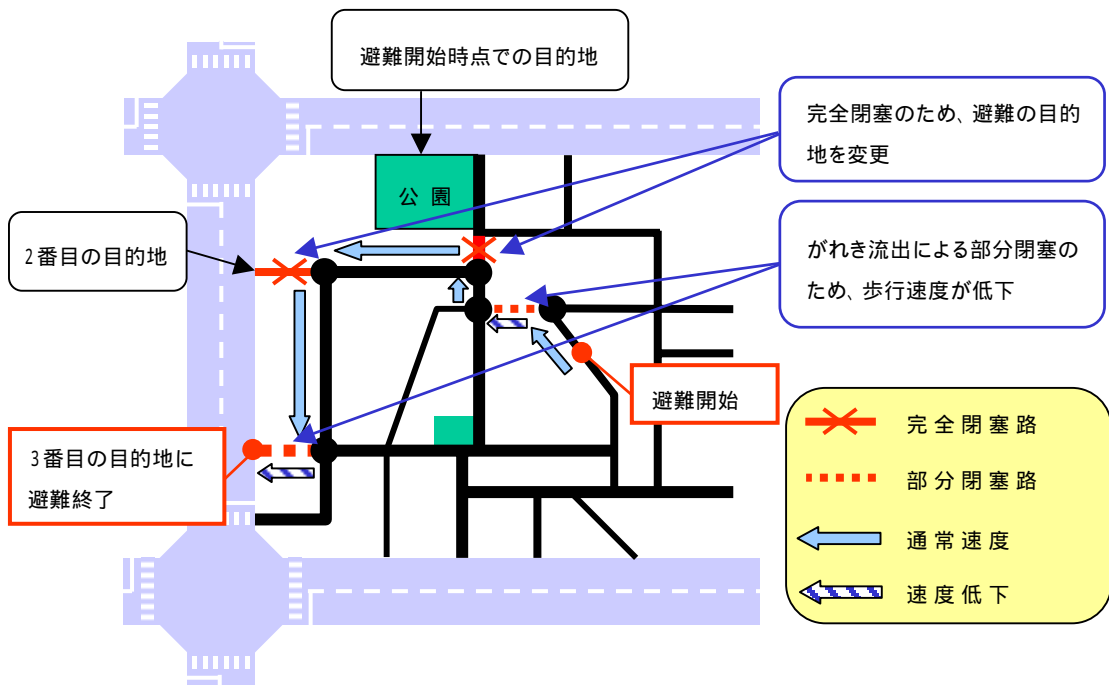 避難開始時点での目的地
完全閉塞のため、避難の目的
地を変更
公園
2番目の目的地
がれき流出による部分閉塞の
ため、歩行速度が低下
避難開始
3番目の目的地に
避難終了
完全閉塞路
部分閉塞路
通常速度
速度低下